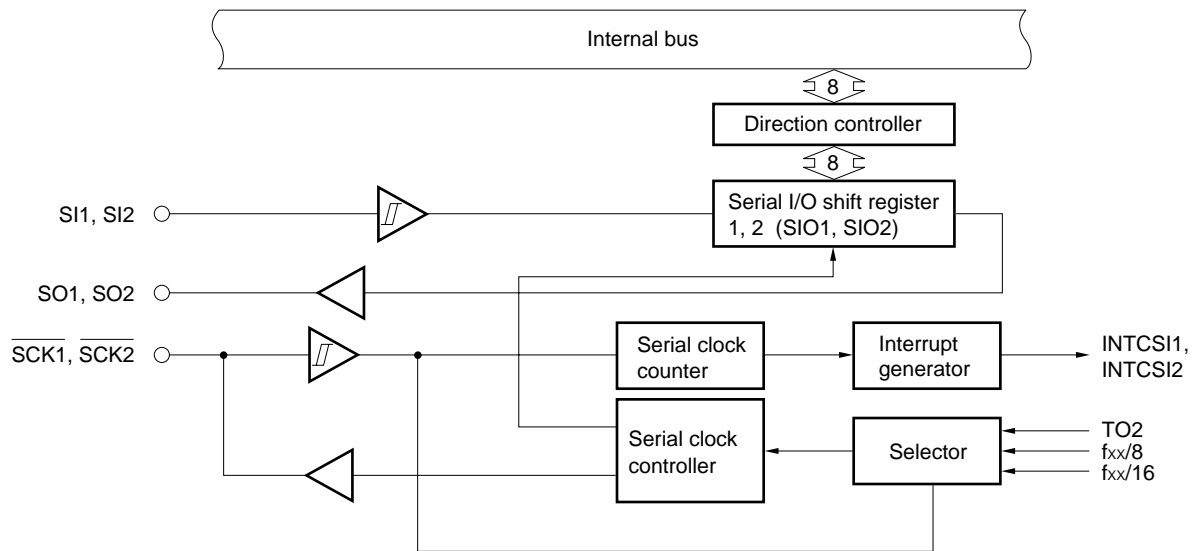 Internal bus
8
Direction controller
8
SI1, SI2
Serial I/O shift register
1, 2 (SIO1, SIO2)
SO1, SO2
SCK1, SCK2
Serial clock
counter
Interrupt
generator
INTCSI1,
INTCSI2
Serial clock
controller
Selector
TO2
fxx/8
fxx/16